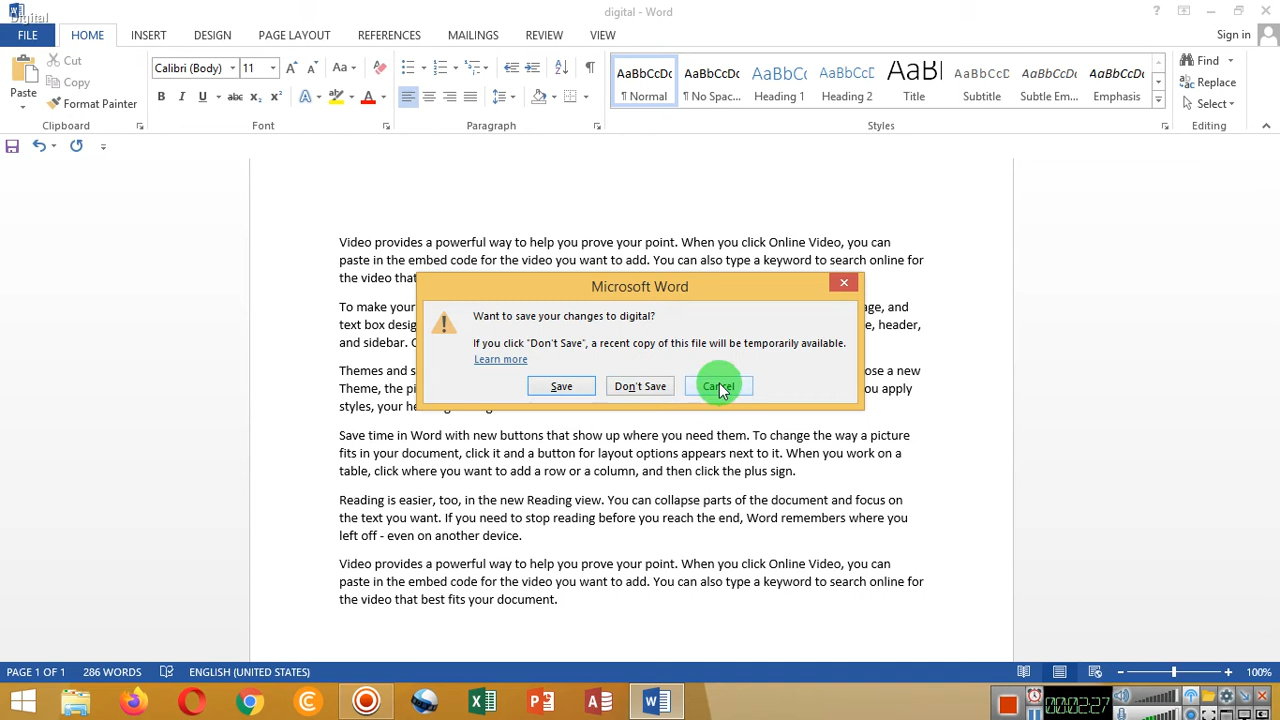 Digital
digital - Word
?
Sign in
FILE
HOME
INSERT
DESIGN
PAGE LAYOUT
REFERENCES
MAILINGS
REVIEW
VIEW
Paste
Cut
Copy
Format Painter
Clipboard
Calibri (Body)
11
Font
Paragraph
AaBbCcDc
¶ Normal
AaBbCcDc
¶ No Spac...
AaBbCc
Heading 1
AaBbCcC
Heading 2
AaBl
Title
AaBbCcD
Subtitle
AaBbCcDc
Subtle Em...
AaBbCcDc
Emphasis
Styles
Find
Replace
Select
Editing
Video provides a powerful way to help you prove your point. When you click Online Video, you can
paste in the embed code for the video you want to add. You can also type a keyword to search online for
the video that
To make your age, and
text box desig e, header,
and sidebar.
Themes and s ose a new
Theme, the pi ou apply
styles, your he
Microsoft Word
Want to save your changes to digital?
If you click "Don't Save", a recent copy of this file will be temporarily available.
Learn more
Save
Don't Save
Cancel
Save time in Word with new buttons that show up where you need them. To change the way a picture
fits in your document, click it and a button for layout options appears next to it. When you work on a
table, click where you want to add a row or a column, and then click the plus sign.
Reading is easier, too, in the new Reading view. You can collapse parts of the document and focus on
the text you want. If you need to stop reading before you reach the end, Word remembers where you
left off - even on another device.
Video provides a powerful way to help you prove your point. When you click Online Video, you can
paste in the embed code for the video you want to add. You can also type a keyword to search online for
the video that best fits your document.
PAGE 1 OF 1
286 WORDS
ENGLISH (UNITED STATES)
100%
00:02:27